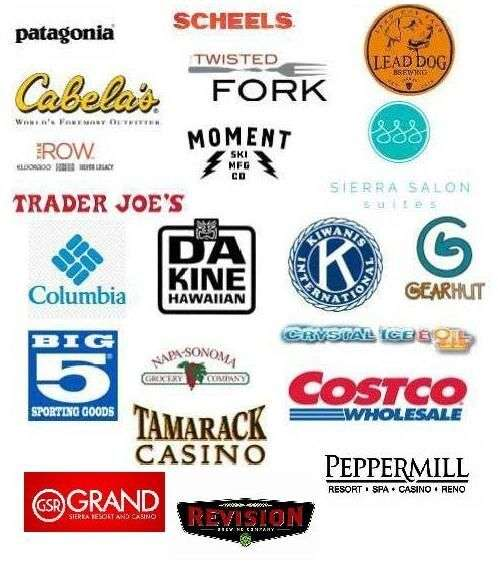 patagonia
SCHEELS
LEAD DOG
BREWING
THE TWISTED
FORK
Cabela's
WORLD'S FOREMOST OUTFITTER
MOMENT
SKI
MFG
CO
sss
THE ROW
ELDORADO SILVER LEGACY
SIERRA SALON
suites
TRADER JOE'S
Columbia
DA
KINE
HAWAIIAN
KIWANIS
K
INTERNATIONAL
GEARHUT
BIG
5
SPORTING GOODS
NAPA-SONOMA
GROCERY COMPANY
CRYSTAL ICE & OIL
COSTCO
WHOLESALE
TAMARACK
CASINO
PEPPERMILL
RESORT • SPA • CASINO • RENO
GSR GRAND
SIERRA RESORT AND CASINO
REVISION
BREWING COMPANY